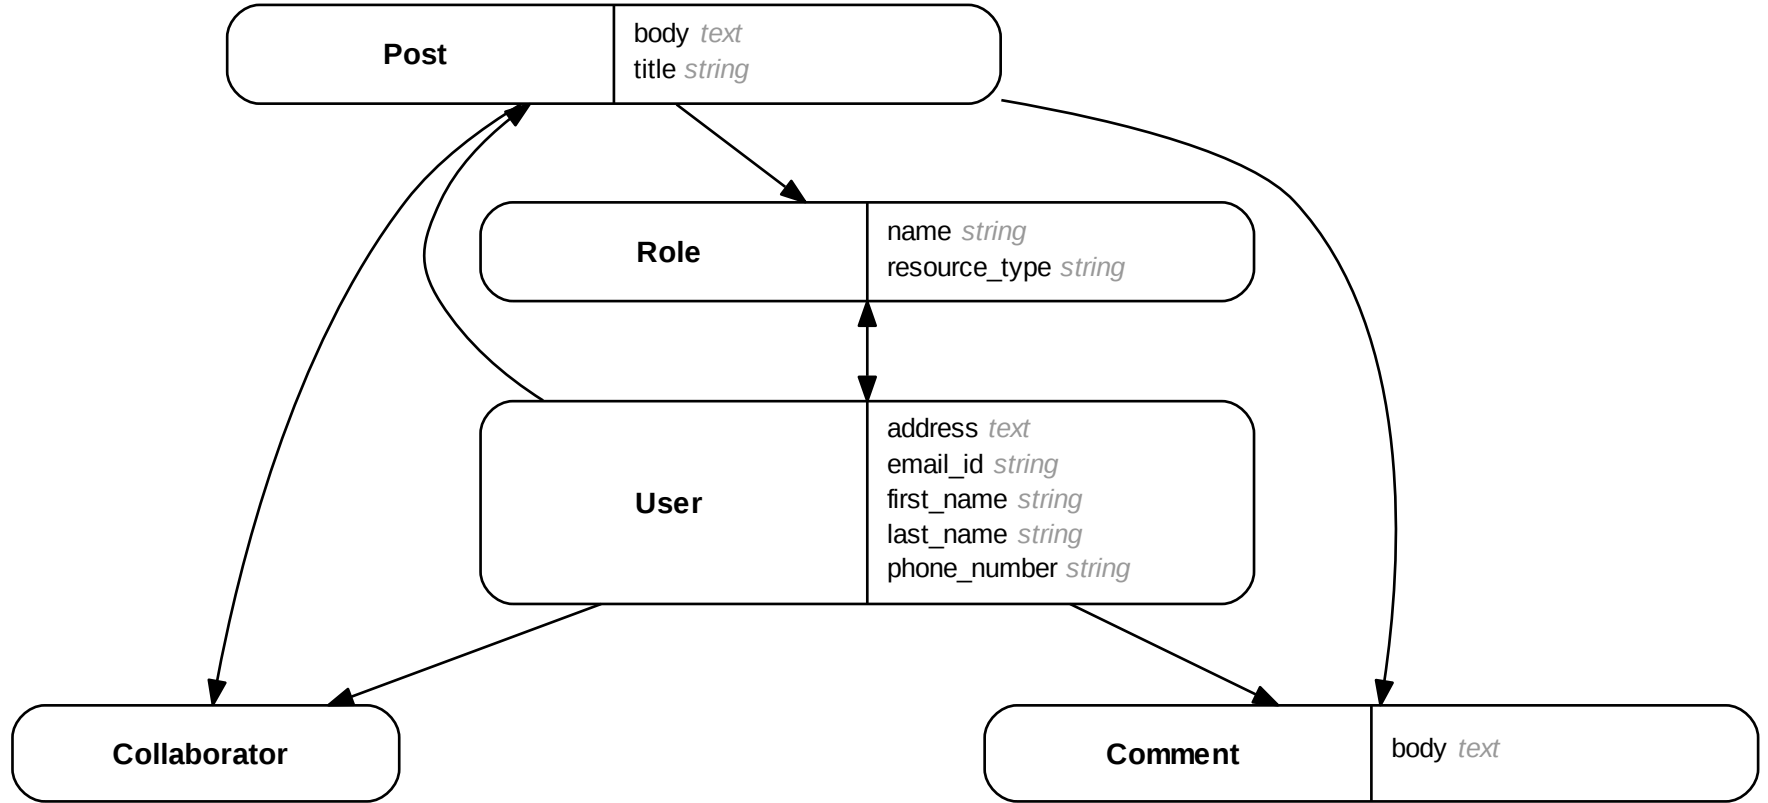 Post
body text
title string
Role
name string
resource_type string
User
address text
email_id string
first_name string
last_name string
phone_number string
Collaborator
Comment
body text